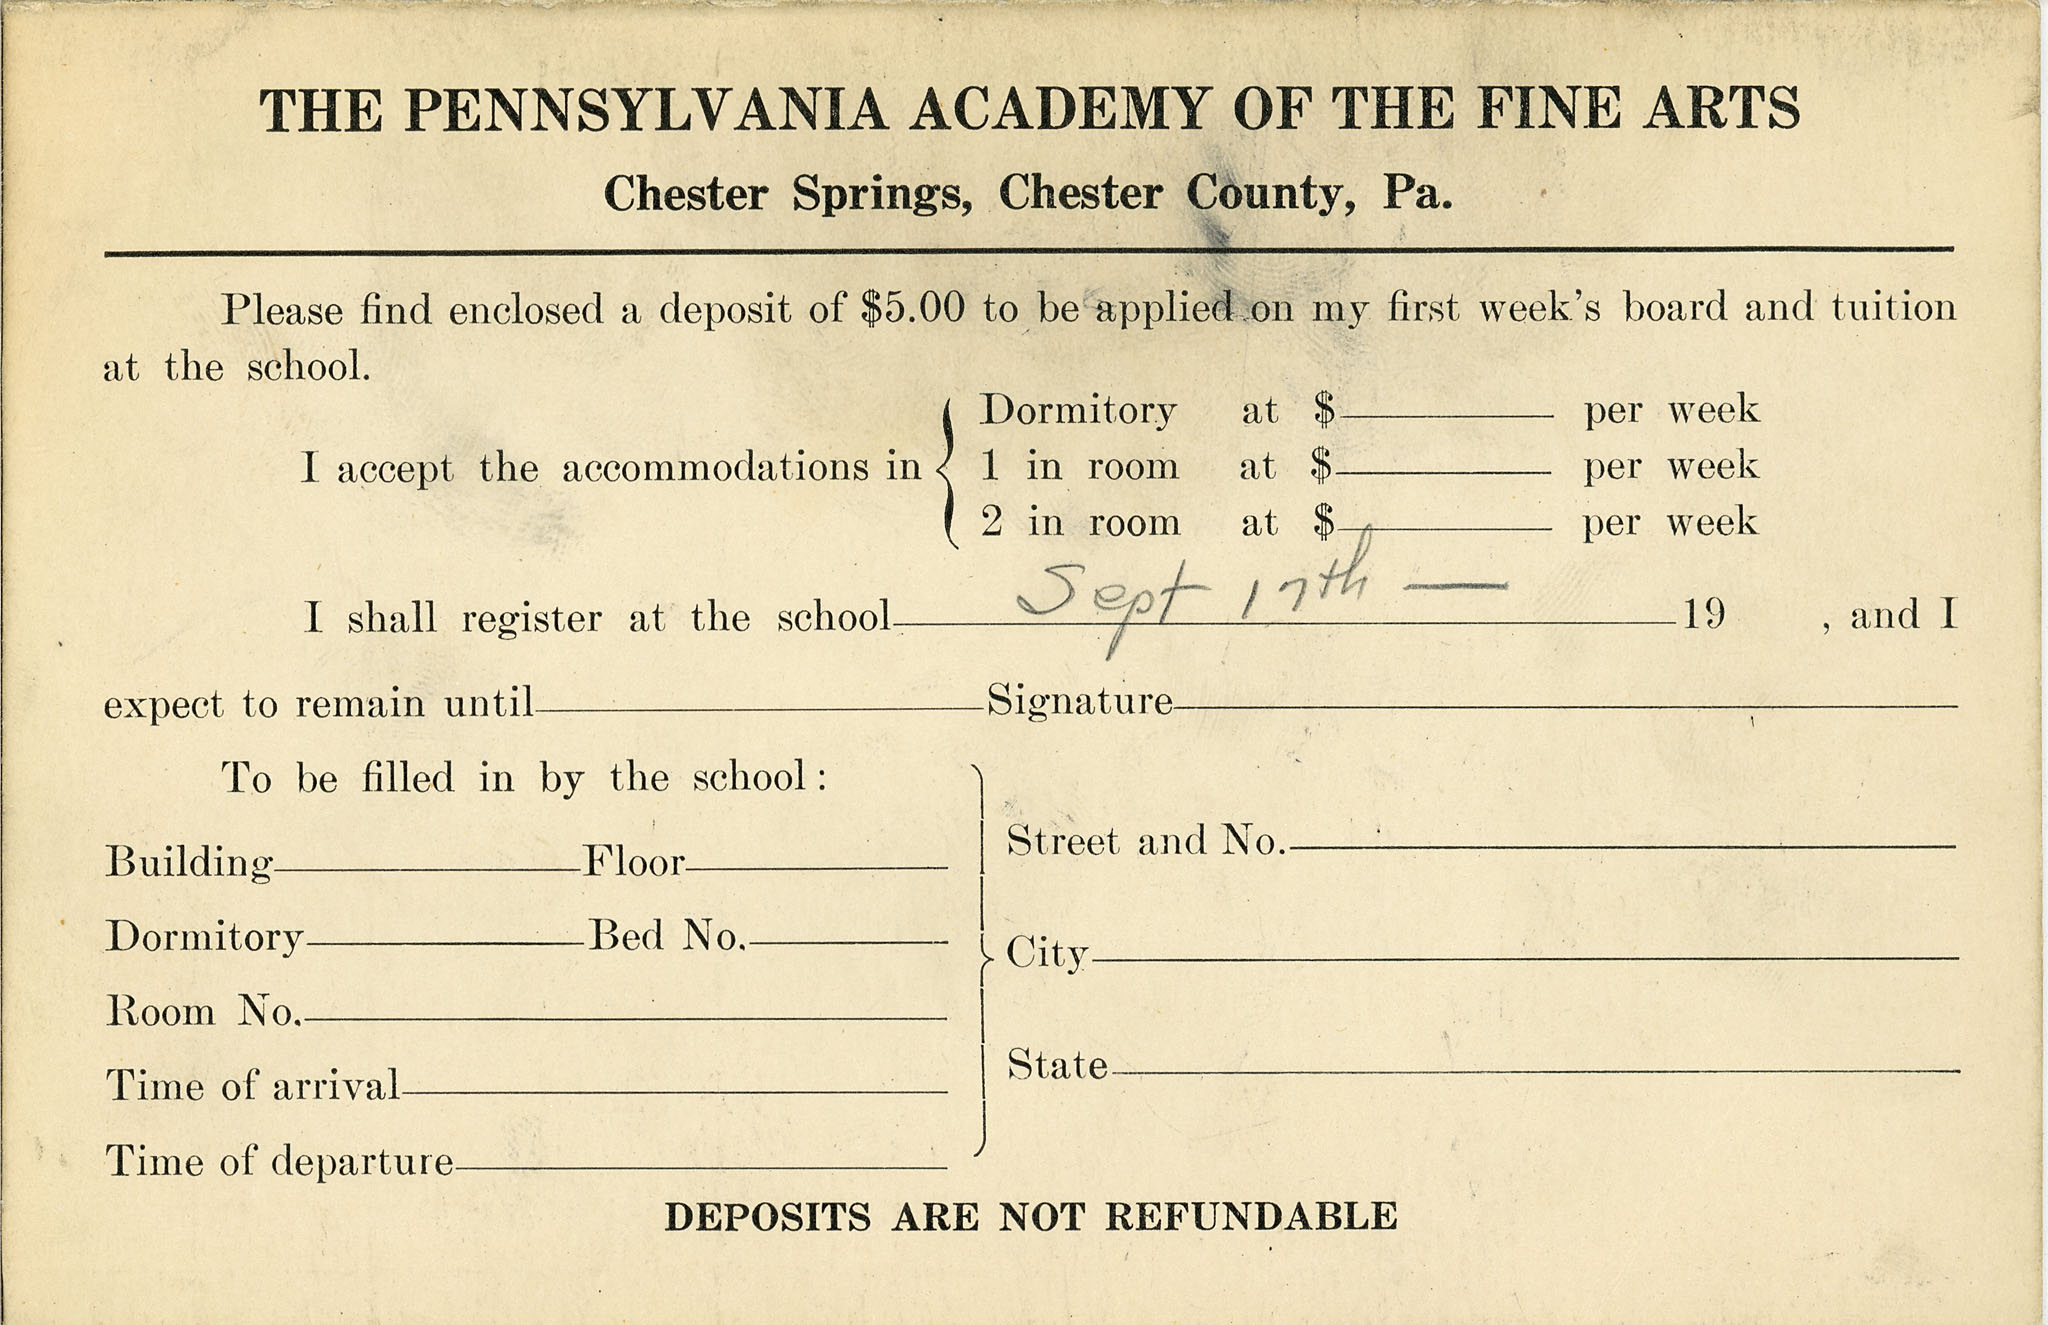 THE PENNSYLVANIA ACADEMY OF THE FINE ARTS
Chester Springs, Chester County, Pa.
Please find enclosed a deposit of $5.00 to be applied on my first week's board and tuition
at the school.
I accept the accommodations in
Dormitory at $ per week
1 in room at $ per week
2 in room at $ per week
I shall register at the school Sept 17th — 19 , and I
expect to remain until Signature
To be filled in by the school:
Building Floor
Dormitory Bed No.
Room No.
Time of arrival
Time of departure
Street and No.
City
State
DEPOSITS ARE NOT REFUNDABLE